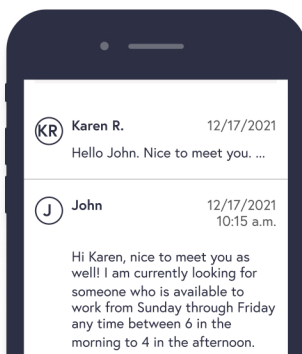 KR Karen R. 12/17/2021
Hello John. Nice to meet you. ...
J John 12/17/2021
10:15 a.m.
Hi Karen, nice to meet you as
well! I am currently looking for
someone who is available to
work from Sunday through Friday
any time between 6 in the
morning to 4 in the afternoon.